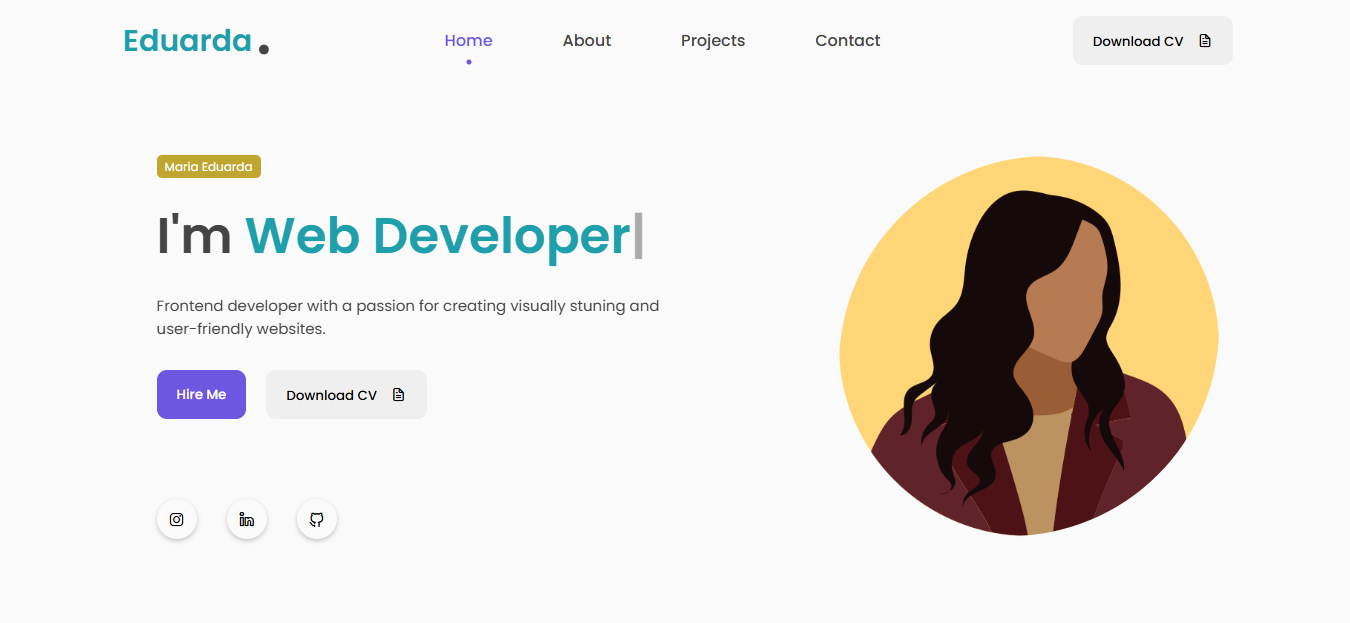 Eduarda .
Home About Projects Contact
Download CV
Maria Eduarda
I'm Web Developer|
Frontend developer with a passion for creating visually stuning and
user-friendly websites.
Hire Me
Download CV